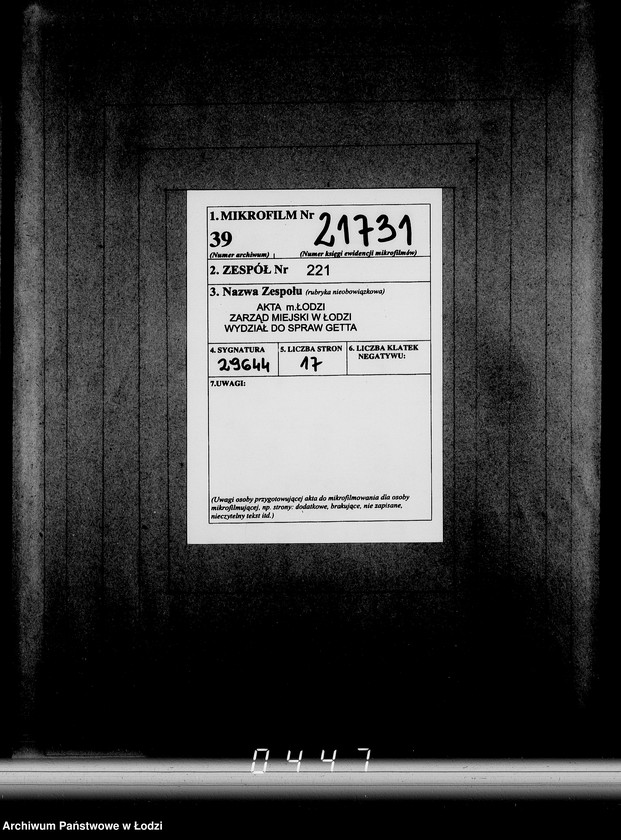 1. MIKROFILM Nr 21731
39
(Numer archiwum) (Numer księgi ewidencji mikrofilmów)
2. ZESPÓŁ Nr 221
3. Nazwa Zespołu (rubryka nieobowiązkowa)
AKTA m.ŁODZI
ZARZĄD MIEJSKI W ŁODZI
WYDZIAŁ DO SPRAW GETTA
4. SYGNATURA 5. LICZBA STRON 6. LICZBA KLATEK
NEGATYWU:
29644 17
7.UWAGI:
(Uwagi osoby przygotowującej akta do mikrofilmowania dla osoby
mikrofilmującej, np. strony: dodatkowe, brakujące, nie zapisane,
nieczytelny tekst itd.)
0447
Archiwum Państwowe w Łodzi